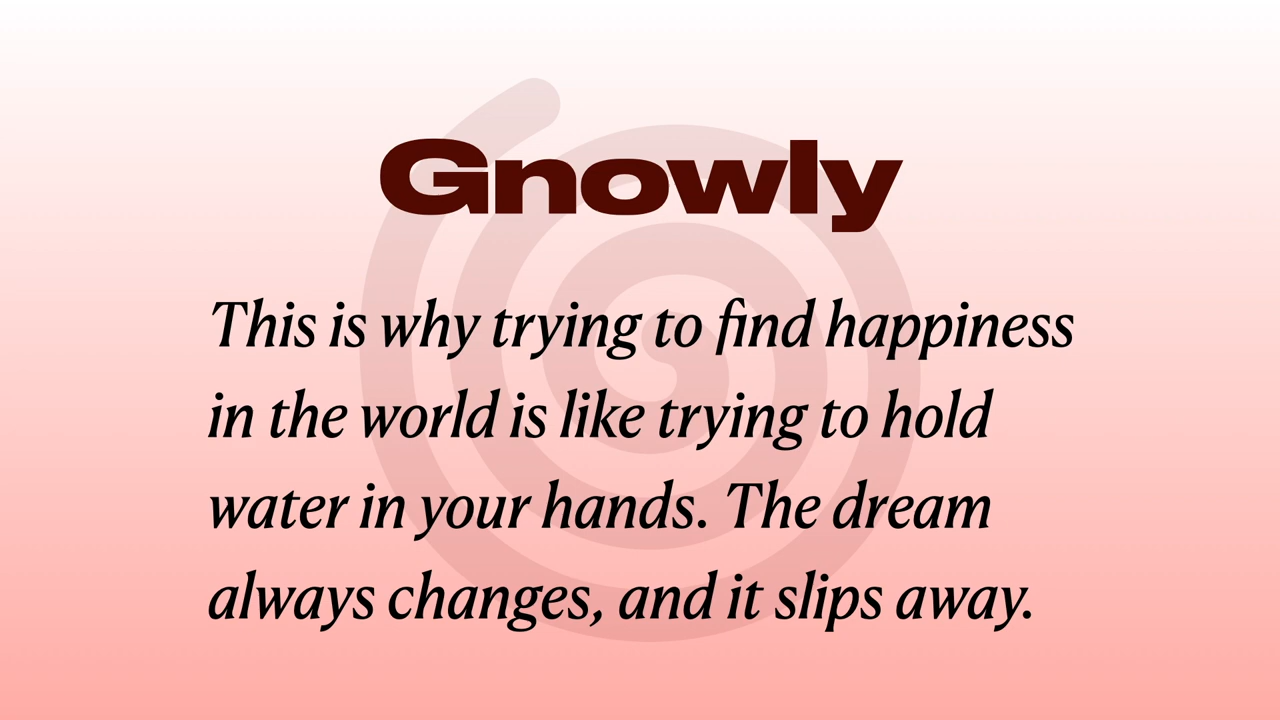 Gnowly
This is why trying to find happiness
in the world is like trying to hold
water in your hands. The dream
always changes, and it slips away.